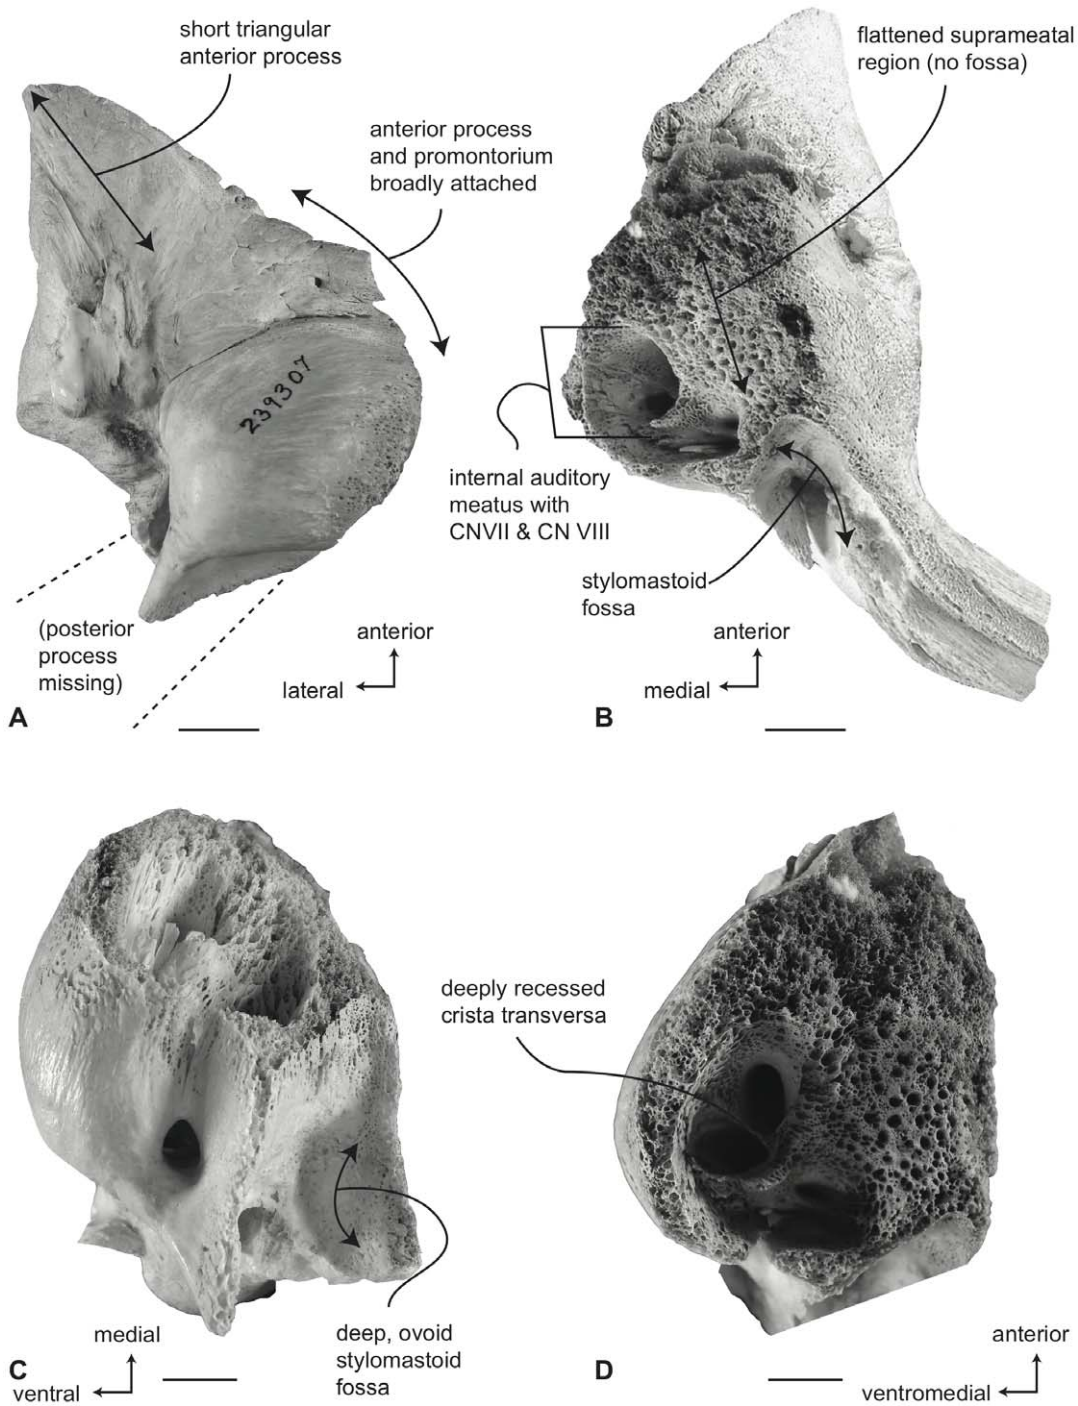 short triangular
anterior process
anterior process
and promontorium
broadly attached
239307
(posterior
process
missing)
anterior
lateral
A
flattened suprameatal
region (no fossa)
internal auditory
meatus with
CNVII & CN VIII
stylomastoid
fossa
anterior
medial
B
deep, ovoid
stylomastoid
fossa
medial
ventral
C
deeply recessed
crista transversa
anterior
ventromedial
D